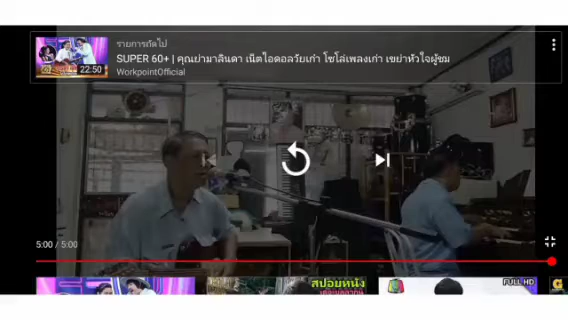 รายการถัดไป
SUPER 60+ | คุณย่ามาลินดา เน็ตไอดอลวัยเก๋า โชโล่เพลงเก่า เขย่าหัวใจผู้ชม
WorkpointOfficial
22:50
5:00 / 5:00
สปอยหนัง
FULL HD